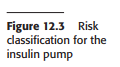 Figure 12.3 Risk
classification for the
insulin pump